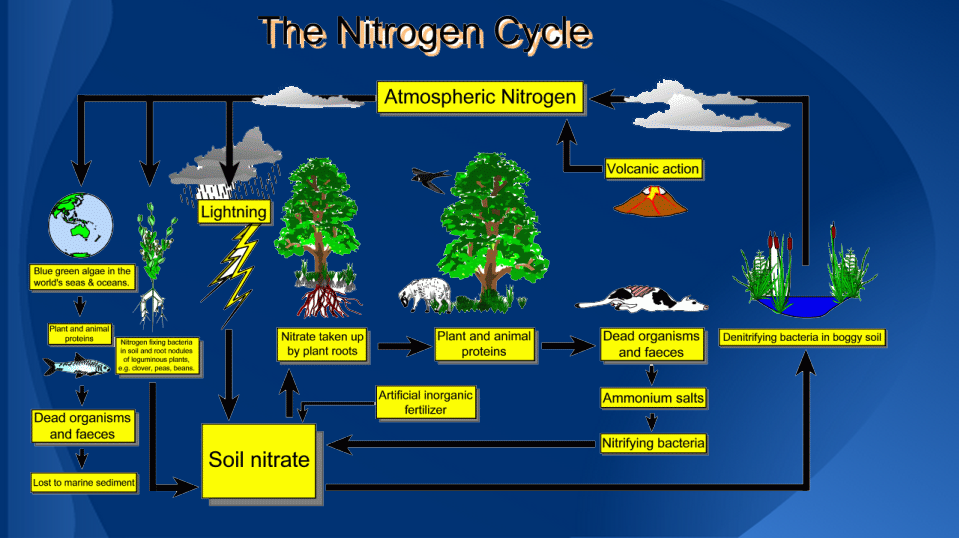 The Nitrogen Cycle
Atmospheric Nitrogen
Volcanic action
Lightning
Blue green algae in the
world's seas & oceans.
Plant and animal
proteins
Nitrogen fixing bacteria
in soil and root nodules
of leguminous plants,
e.g. clover, peas, beans.
Nitrate taken up
by plant roots
Plant and animal
proteins
Dead organisms
and faeces
Denitrifying bacteria in boggy soil
Artificial inorganic
fertilizer
Ammonium salts
Dead organisms
and faeces
Nitrifying bacteria
Soil nitrate
Lost to marine sediment